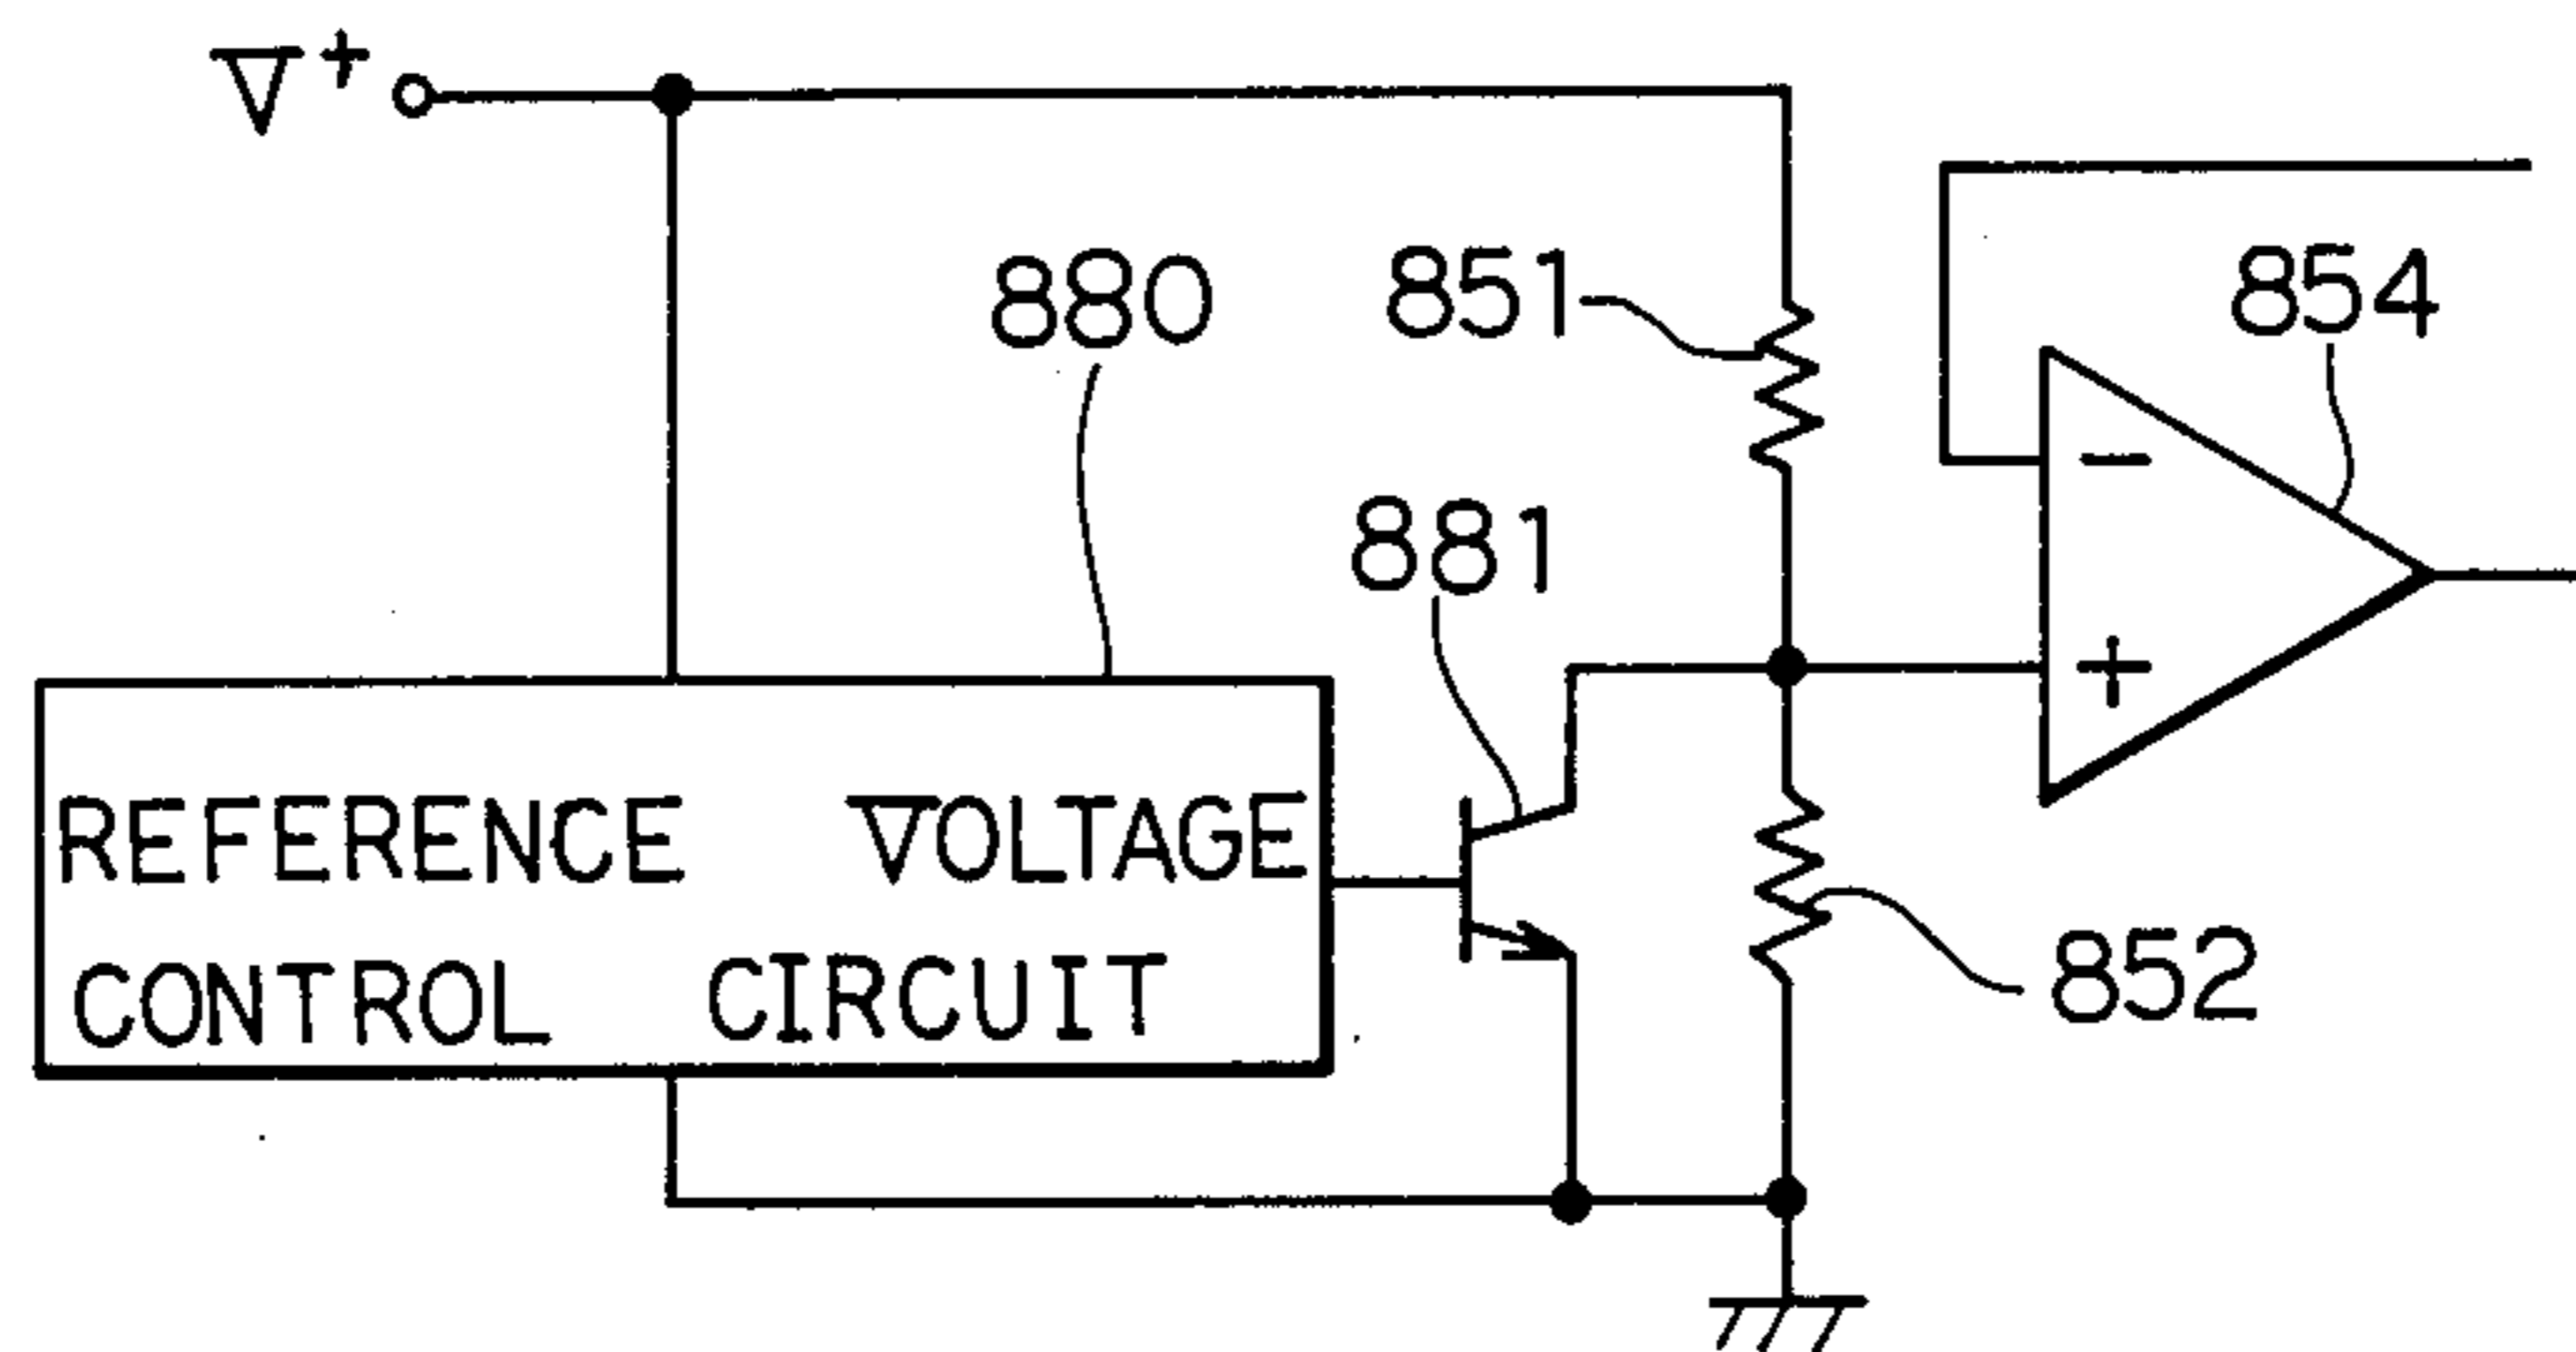 V+
880
851
854
881
-
+
REFERENCE VOLTAGE
CONTROL CIRCUIT
852